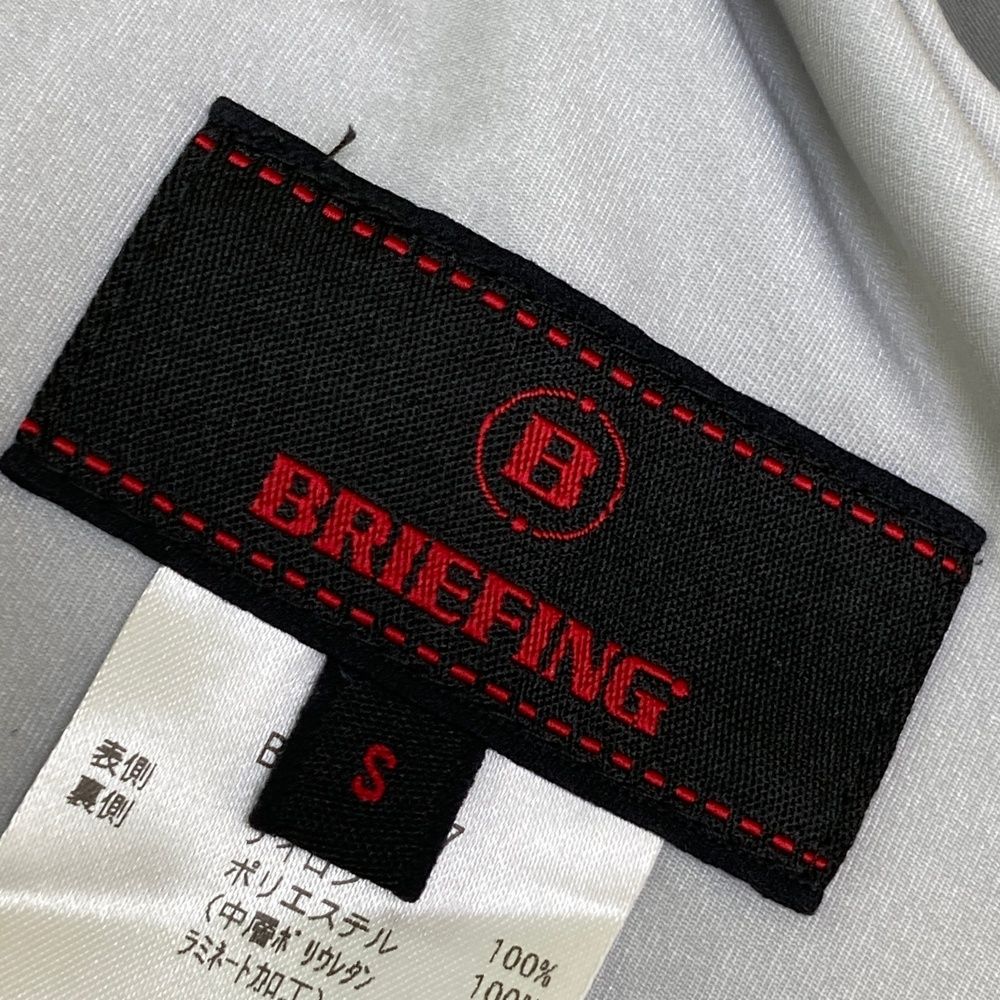 B
BRIEFING
S
B
表側
裏側
ポリエステル 100%
(中層ポリウレタン 100%
ラミネート加工)